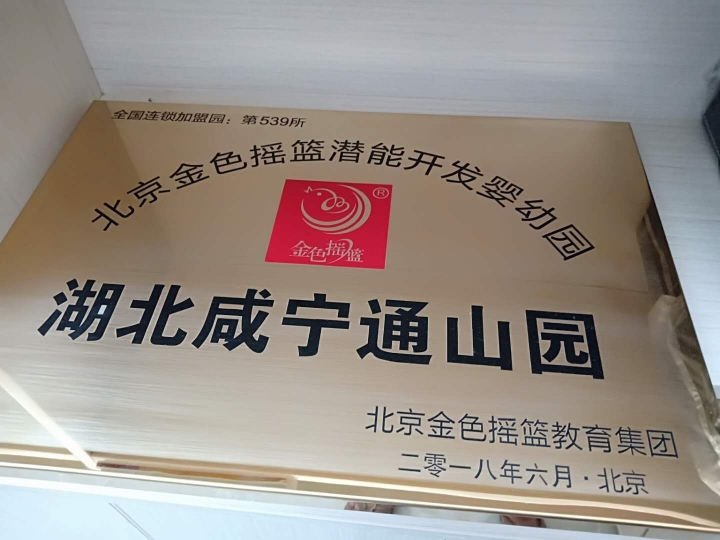 全国连锁加盟园：第539所
北京金色摇篮潜能开发婴幼园
®
金色摇篮
湖北咸宁通山园
北京金色摇篮教育集团
二零一八年六月·北京